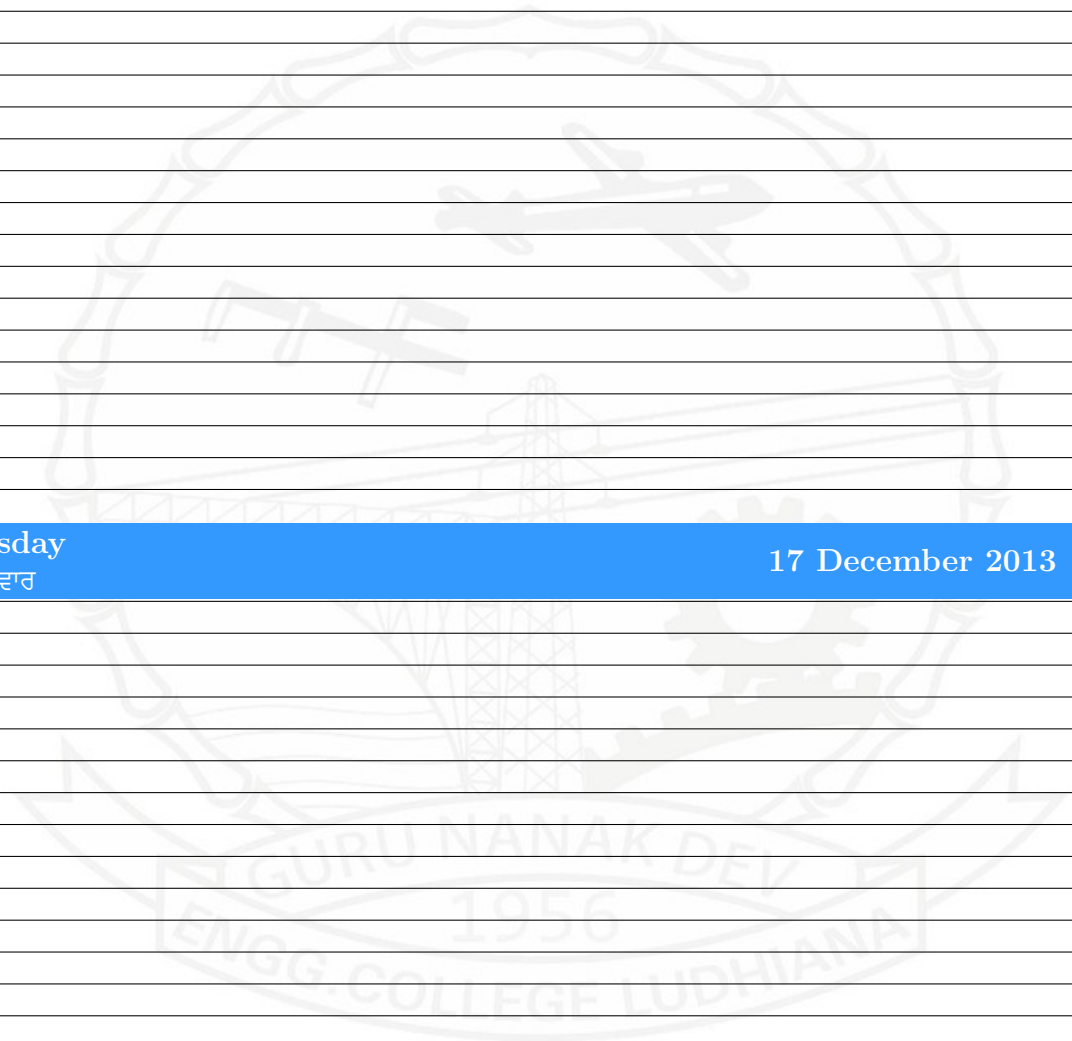 sday
ਵਾਰ
17 December 2013
GURU NANAK DEV
1956
ENGG. COLLEGE LUDHIANA